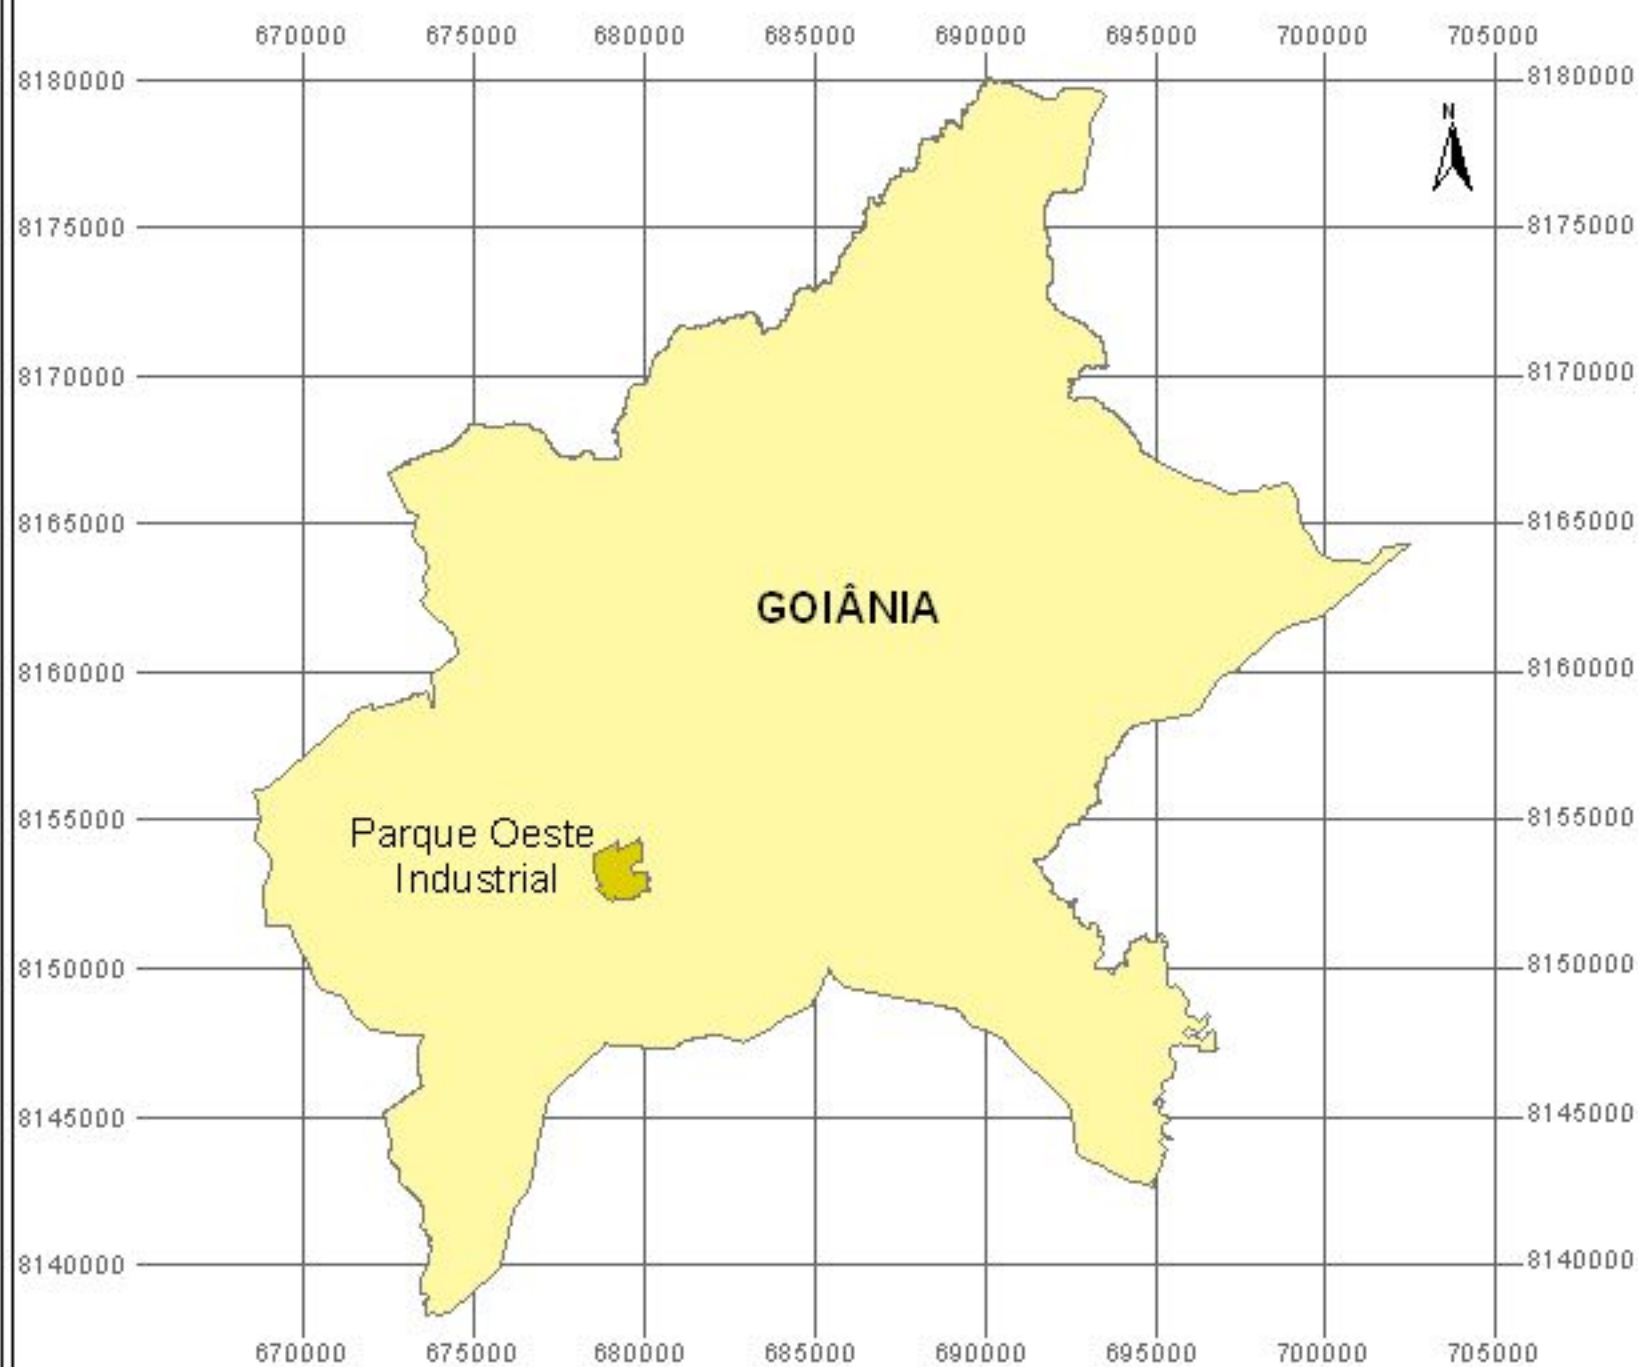 670000 675000 680000 685000 690000 695000 700000 705000
8180000 8180000
N
8175000 8175000
8170000 8170000
8165000 8165000
GOIÂNIA
8160000 8160000
8155000 8155000
Parque Oeste
Industrial
8150000 8150000
8145000 8145000
8140000 8140000
670000 675000 680000 685000 690000 695000 700000 705000